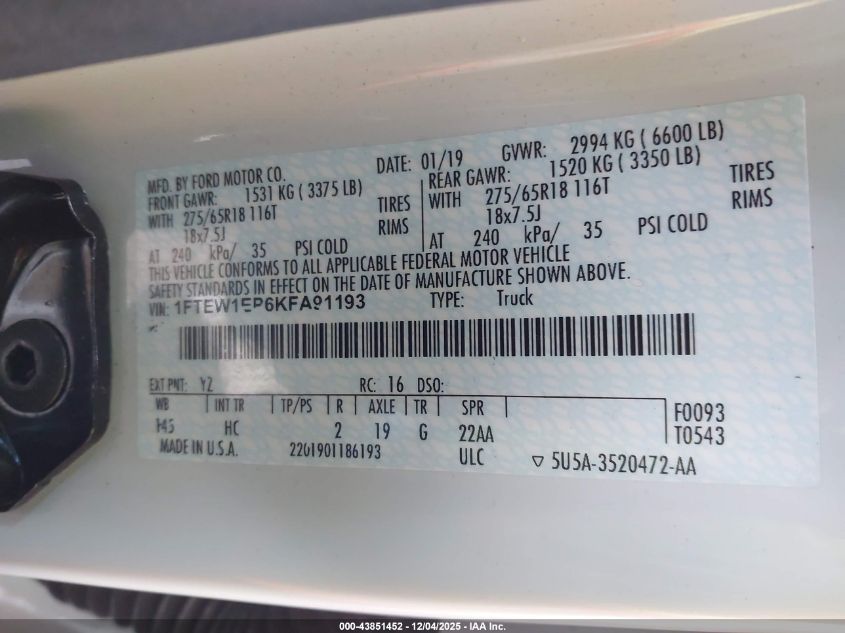 MFD. BY FORD MOTOR CO. DATE: 01/19 GVWR: 2994 KG ( 6600 LB)
FRONT GAWR: 1531 KG ( 3375 LB) REAR GAWR: 1520 KG ( 3350 LB)
WITH 275/65R18 116T TIRES WITH 275/65R18 116T TIRES
18x7.5J RIMS 18x7.5J RIMS
AT 240 kPa/ 35 PSI COLD AT 240 kPa/ 35 PSI COLD
THIS VEHICLE CONFORMS TO ALL APPLICABLE FEDERAL MOTOR VEHICLE
SAFETY STANDARDS IN EFFECT ON THE DATE OF MANUFACTURE SHOWN ABOVE.
VIN: 1FTEW1EP6KFA91193 TYPE: Truck
EXT PNT: YZ RC: 16 DSO:
WB INT TR TP/PS R AXLE TR SPR F0093
145 HC 2 19 G 22AA T0543
MADE IN U.S.A. 2201901186193 ULC ▽ 5U5A-3520472-AA
000-43851452 - 12/04/2025 - IAA Inc.